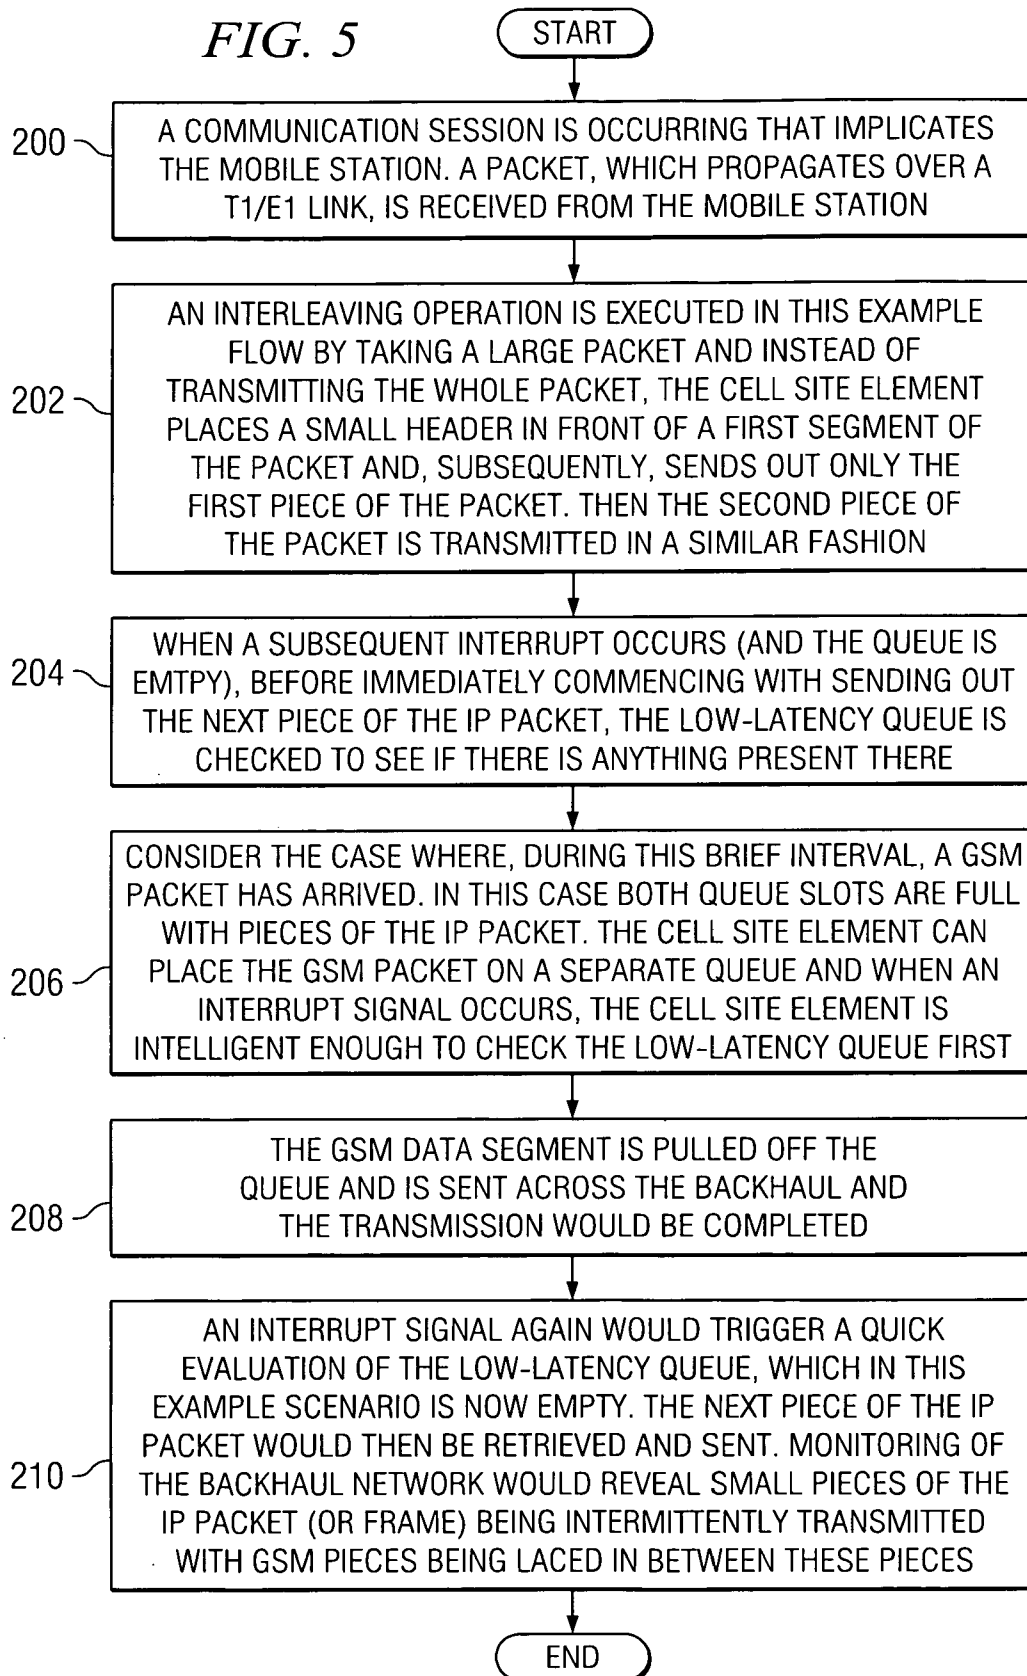 FIG. 5
START
200
A COMMUNICATION SESSION IS OCCURRING THAT IMPLICATES
THE MOBILE STATION. A PACKET, WHICH PROPAGATES OVER A
T1/E1 LINK, IS RECEIVED FROM THE MOBILE STATION
202
AN INTERLEAVING OPERATION IS EXECUTED IN THIS EXAMPLE
FLOW BY TAKING A LARGE PACKET AND INSTEAD OF
TRANSMITTING THE WHOLE PACKET, THE CELL SITE ELEMENT
PLACES A SMALL HEADER IN FRONT OF A FIRST SEGMENT OF
THE PACKET AND, SUBSEQUENTLY, SENDS OUT ONLY THE
FIRST PIECE OF THE PACKET. THEN THE SECOND PIECE OF
THE PACKET IS TRANSMITTED IN A SIMILAR FASHION
204
WHEN A SUBSEQUENT INTERRUPT OCCURS (AND THE QUEUE IS
EMTPY), BEFORE IMMEDIATELY COMMENCING WITH SENDING OUT
THE NEXT PIECE OF THE IP PACKET, THE LOW-LATENCY QUEUE IS
CHECKED TO SEE IF THERE IS ANYTHING PRESENT THERE
206
CONSIDER THE CASE WHERE, DURING THIS BRIEF INTERVAL, A GSM
PACKET HAS ARRIVED. IN THIS CASE BOTH QUEUE SLOTS ARE FULL
WITH PIECES OF THE IP PACKET. THE CELL SITE ELEMENT CAN
PLACE THE GSM PACKET ON A SEPARATE QUEUE AND WHEN AN
INTERRUPT SIGNAL OCCURS, THE CELL SITE ELEMENT IS
INTELLIGENT ENOUGH TO CHECK THE LOW-LATENCY QUEUE FIRST
208
THE GSM DATA SEGMENT IS PULLED OFF THE
QUEUE AND IS SENT ACROSS THE BACKHAUL AND
THE TRANSMISSION WOULD BE COMPLETED
210
AN INTERRUPT SIGNAL AGAIN WOULD TRIGGER A QUICK
EVALUATION OF THE LOW-LATENCY QUEUE, WHICH IN THIS
EXAMPLE SCENARIO IS NOW EMPTY. THE NEXT PIECE OF THE IP
PACKET WOULD THEN BE RETRIEVED AND SENT. MONITORING OF
THE BACKHAUL NETWORK WOULD REVEAL SMALL PIECES OF THE
IP PACKET (OR FRAME) BEING INTERMITTENTLY TRANSMITTED
WITH GSM PIECES BEING LACED IN BETWEEN THESE PIECES
END